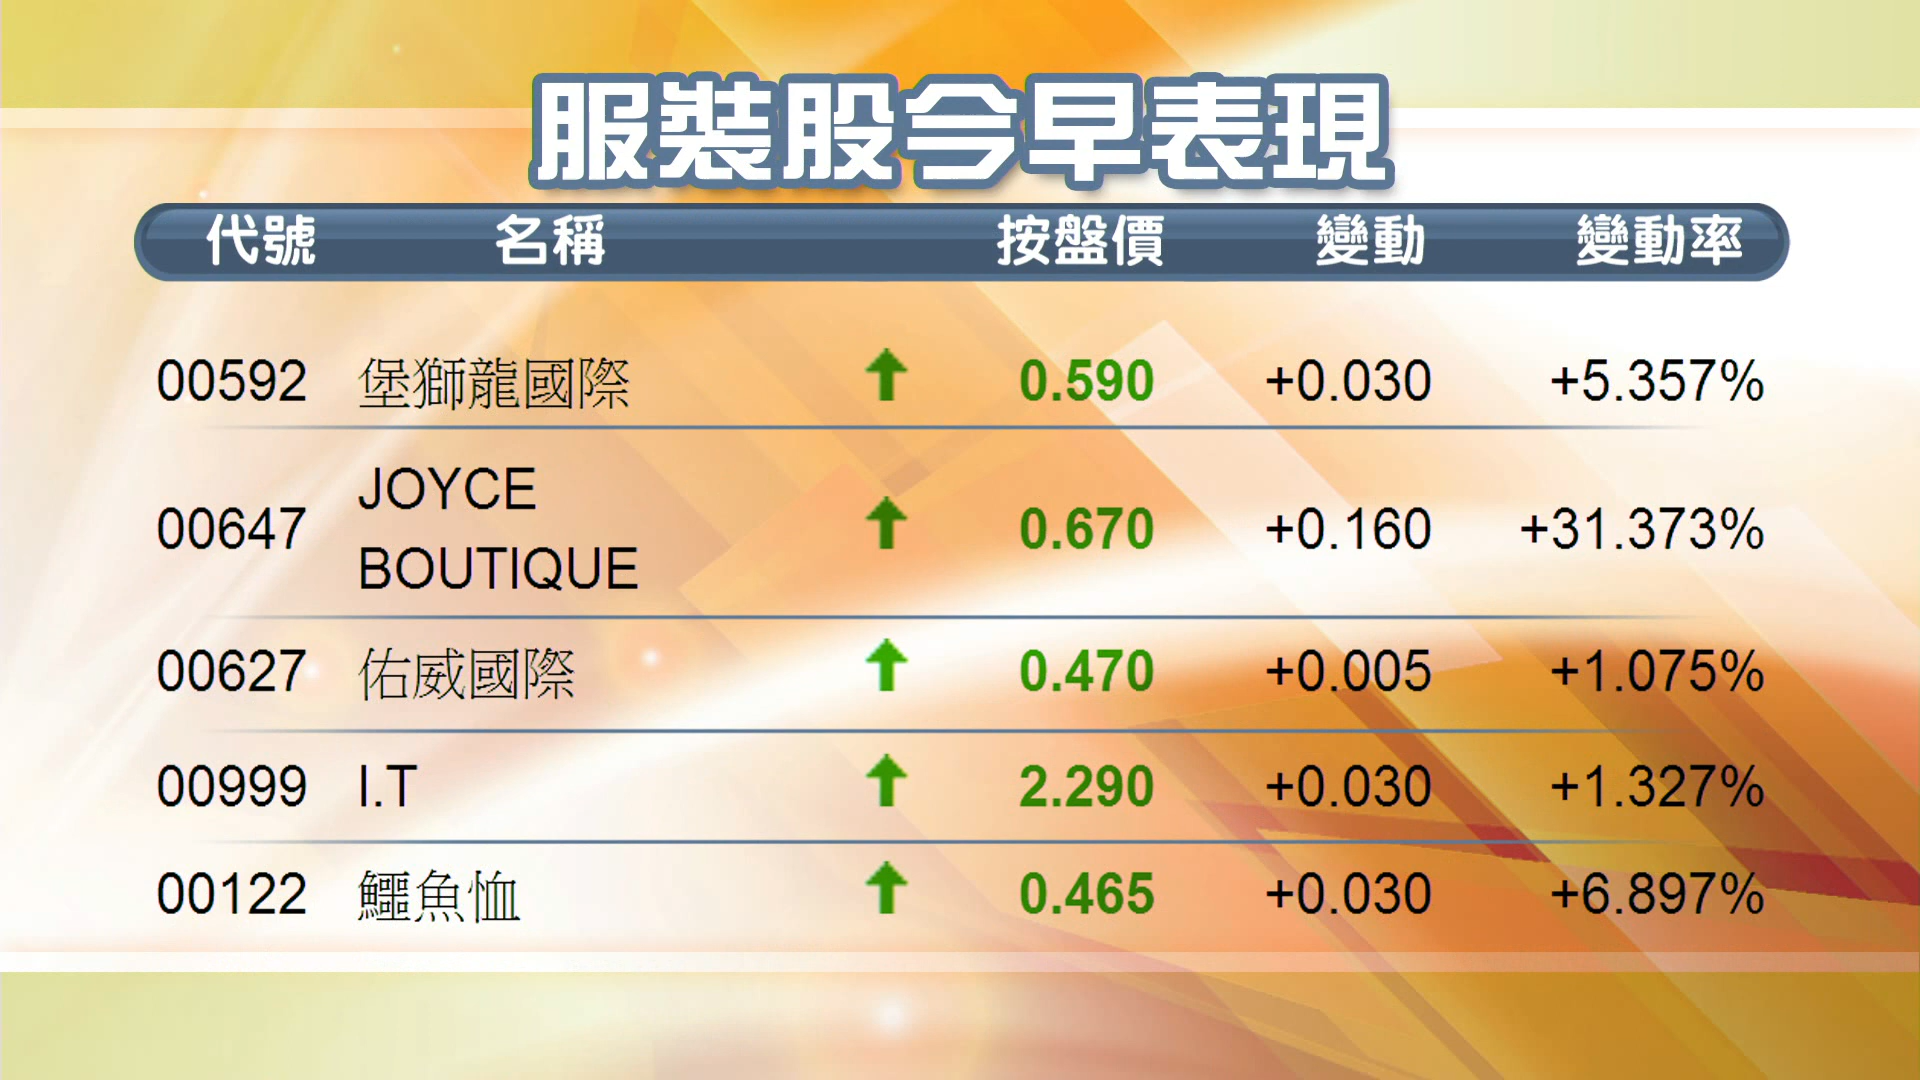 服裝股今早表現
代號 名稱 按盤價 變動 變動率
00592 堡獅龍國際 0.590 +0.030 +5.357%
JOYCE
00647 0.670 +0.160 +31.373%
BOUTIQUE
00627 佑威國際 0.470 +0.005 +1.075%
00999 I.T 2.290 +0.030 +1.327%
00122 鱷魚恤 0.465 +0.030 +6.897%